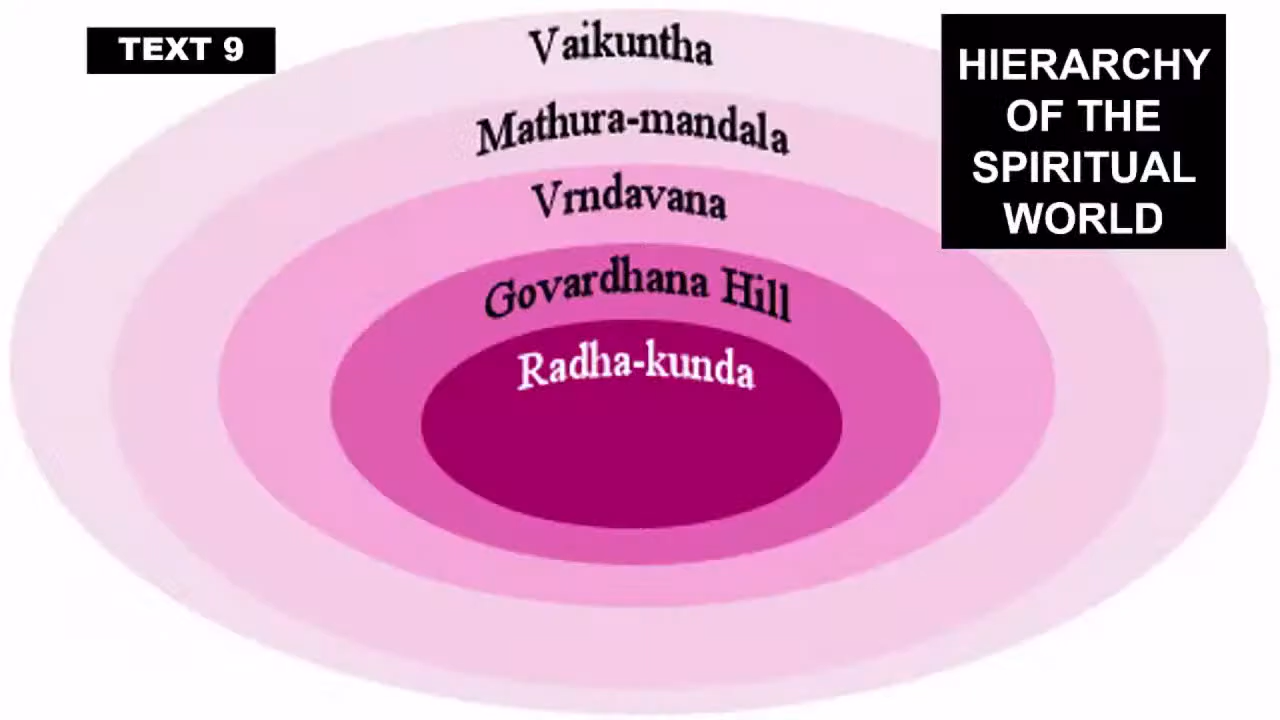 TEXT 9
HIERARCHY
OF THE
SPIRITUAL
WORLD
Vaikuntha
Mathura-mandala
Vrndavana
Govardhana Hill
Radha-kunda